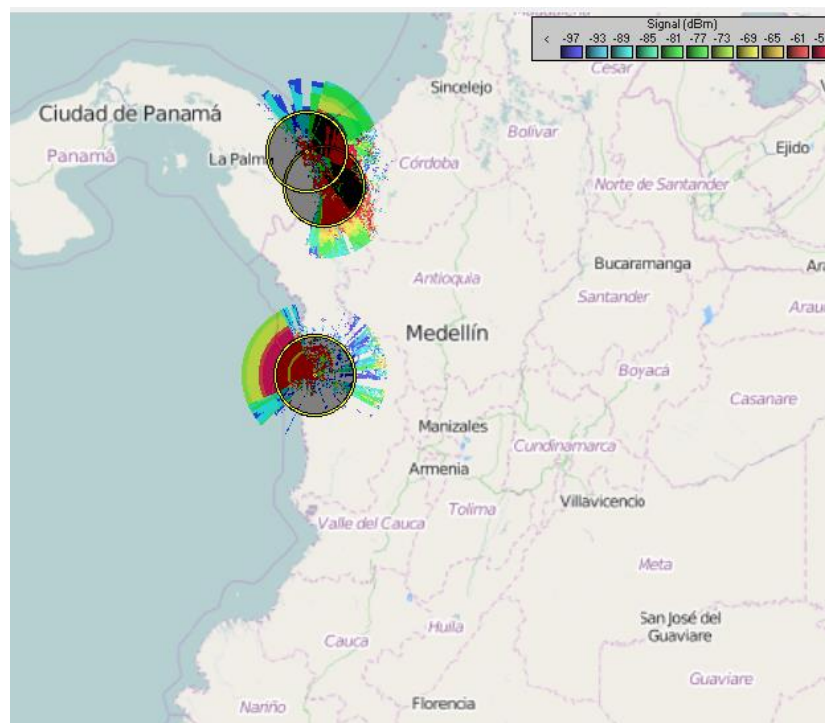 Signal (dBm)
< -97 -93 -89 -85 -81 -77 -73 -69 -65 -61
Cesar
Sincelejo
Ciudad de Panamá
Bolívar
Ejido
Panamá
La Palma
Córdoba
Norte de Santander
Bucaramanga
Antioquia
Santander
Medellín
Boyacá
Casanare
Manizales
Cundinamarca
Armenia
Villavicencio
Tolima
Valle del Cauca
Meta
San José del
Guaviare
Cauca
Huila
Guaviare
Nariño
Florencia